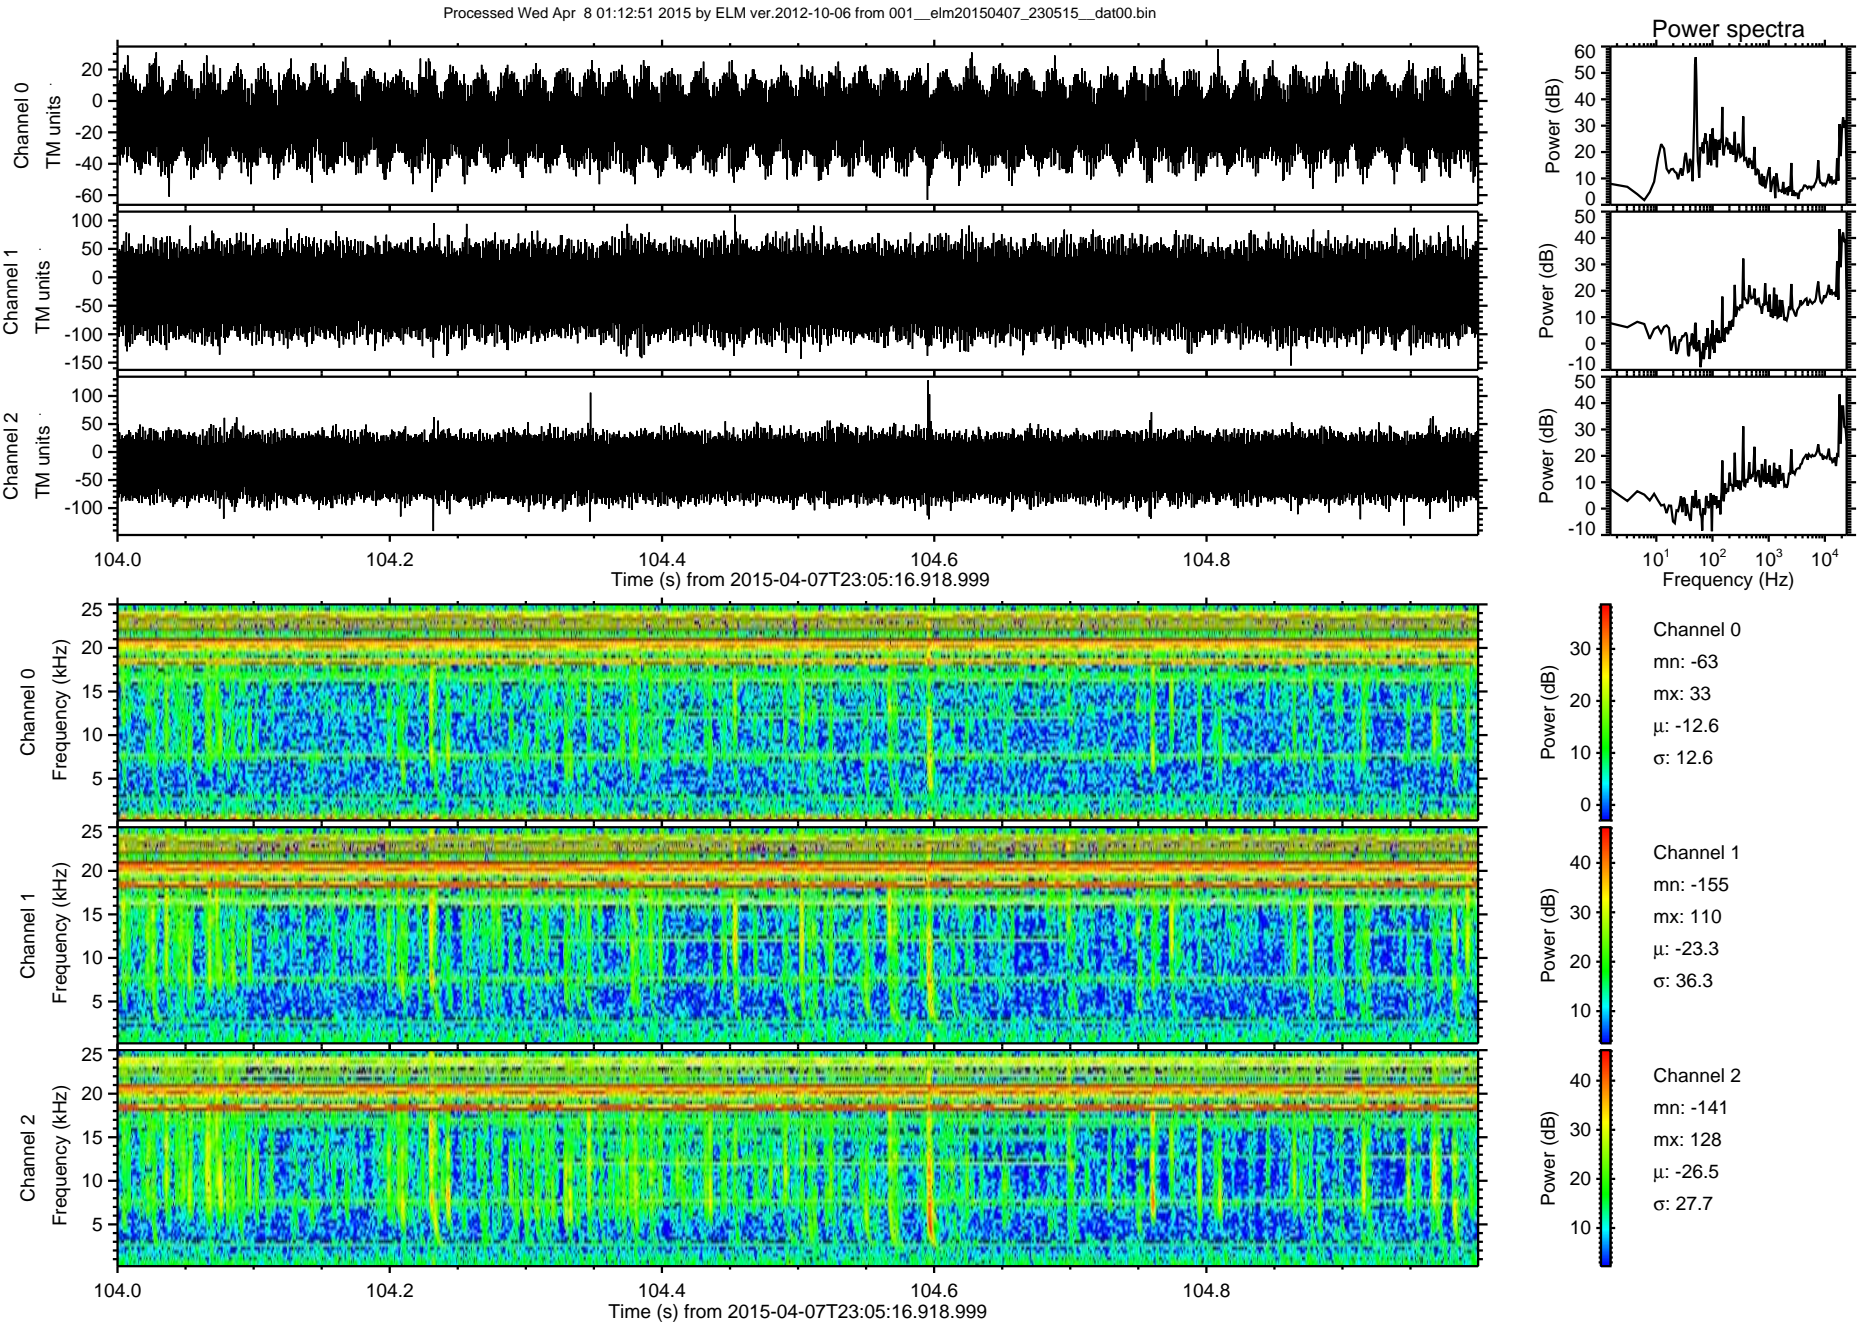 Processed Wed Apr  8 01:12:51 2015 by ELM ver.2012-10-06 from 001__elm20150407_230515__dat00.bin
Power spectra
Channel 0
TM units
20
0
-20
-40
-60
Power (dB)
60
50
40
30
20
10
0
Channel 1
TM units
100
50
0
-50
-100
-150
Power (dB)
50
40
30
20
10
0
-10
Channel 2
TM units
100
50
0
-50
-100
Power (dB)
50
40
30
20
10
0
-10
104.0 104.2 104.4 104.6 104.8
Time (s) from 2015-04-07T23:05:16.918.999
10¹ 10² 10³ 10⁴
Frequency (Hz)
Channel 0
Frequency (kHz)
25
20
15
10
5
Power (dB)
30
20
10
0
Channel 0
mn: -63
mx: 33
μ: -12.6
σ: 12.6
Channel 1
Frequency (kHz)
25
20
15
10
5
Power (dB)
40
30
20
10
Channel 1
mn: -155
mx: 110
μ: -23.3
σ: 36.3
Channel 2
Frequency (kHz)
25
20
15
10
5
Power (dB)
40
30
20
10
Channel 2
mn: -141
mx: 128
μ: -26.5
σ: 27.7
104.0 104.2 104.4 104.6 104.8
Time (s) from 2015-04-07T23:05:16.918.999